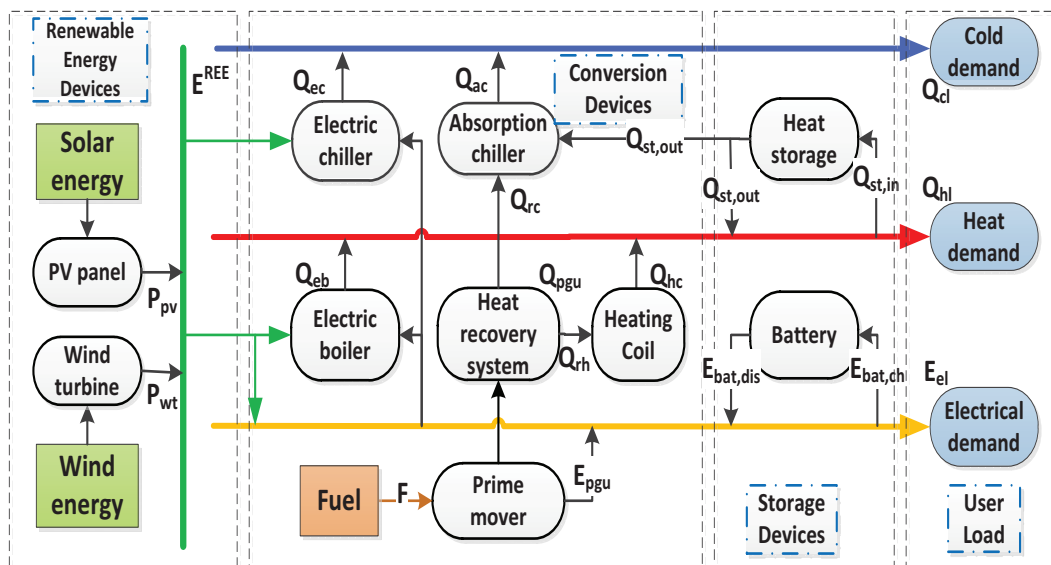 Renewable
Energy
Devices
E^REE
Solar
energy
PV panel
P_pv
Wind
turbine
P_wt
Wind
energy
Q_ec
Electric
chiller
Q_ac
Absorption
chiller
Conversion
Devices
Q_rc
Q_eb
Electric
boiler
Q_pgu
Heat
recovery
system
Q_rh
Q_hc
Heating
Coil
Fuel
F
Prime
mover
E_pgu
Q_st,out
Heat
storage
Q_st,out
Q_st,in
Battery
E_bat,dis
E_bat,ch
Storage
Devices
Cold
demand
Q_cl
Q_hl
Heat
demand
E_el
Electrical
demand
User
Load